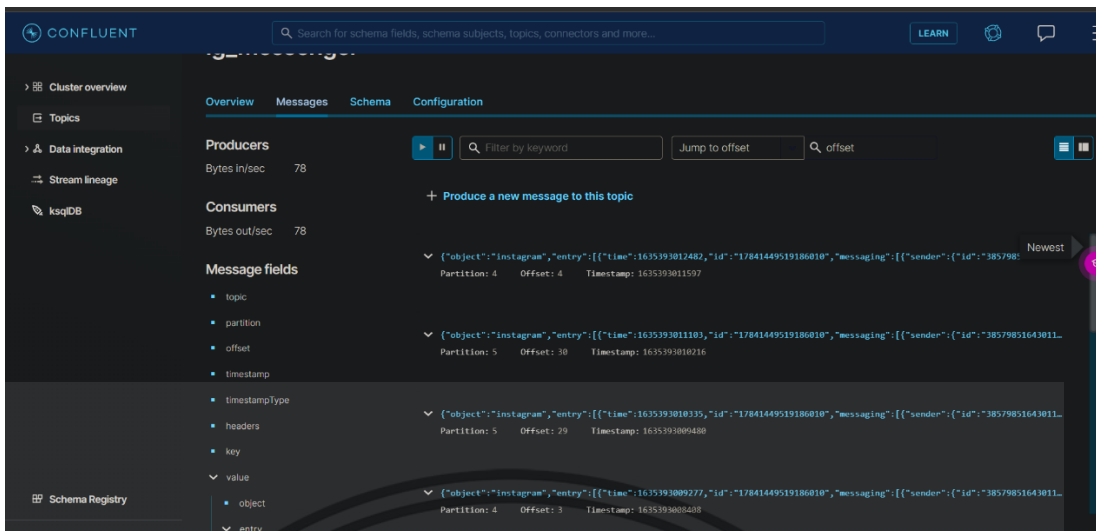 CONFLUENT
Search for schema fields, schema subjects, topics, connectors and more...
LEARN
Cluster overview
Topics
Data integration
Stream lineage
ksqlDB
Schema Registry
Overview Messages Schema Configuration
Producers
Bytes in/sec 78
Consumers
Bytes out/sec 78
Message fields
topic
partition
offset
timestamp
timestampType
headers
key
value
object
entry
Filter by keyword
Jump to offset
offset
+ Produce a new message to this topic
Newest
{"object":"instagram","entry":[{"time":1635393012482,"id":"17841449519186010","messaging":[{"sender":{"id":"385798
Partition: 4 Offset: 4 Timestamp: 1635393011597
{"object":"instagram","entry":[{"time":1635393011103,"id":"17841449519186010","messaging":[{"sender":{"id":"38579851643011…
Partition: 5 Offset: 30 Timestamp: 1635393010216
{"object":"instagram","entry":[{"time":1635393010335,"id":"17841449519186010","messaging":[{"sender":{"id":"38579851643011…
Partition: 5 Offset: 29 Timestamp: 1635393009480
{"object":"instagram","entry":[{"time":1635393009277,"id":"17841449519186010","messaging":[{"sender":{"id":"38579851643011…
Partition: 4 Offset: 3 Timestamp: 1635393008408